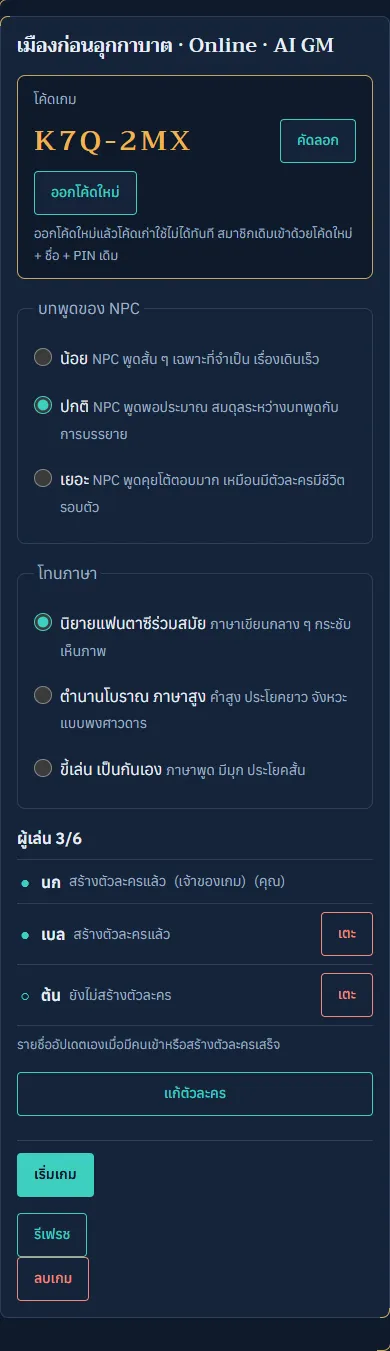 เมืองก่อนอุกกาบาต · Online · AI GM
โค้ดเกม
K7Q-2MX
คัดลอก
ออกโค้ดใหม่
ออกโค้ดใหม่แล้วโค้ดเก่าใช้ไม่ได้ทันที สมาชิกเดิมเข้าด้วยโค้ดใหม่
+ ชื่อ + PIN เดิม
บทพูดของ NPC
น้อย NPC พูดสั้น ๆ เฉพาะที่จำเป็น เรื่องเดินเร็ว
ปกติ NPC พูดพอประมาณ สมดุลระหว่างบทพูดกับ
การบรรยาย
เยอะ NPC พูดคุยโต้ตอบมาก เหมือนมีตัวละครมีชีวิต
รอบตัว
โทนภาษา
นิยายแฟนตาซีร่วมสมัย ภาษาเขียนกลาง ๆ กระชับ
เห็นภาพ
ตำนานโบราณ ภาษาสูง คำสูง ประโยคยาว จังหวะ
แบบพงศาวดาร
ขี้เล่น เป็นกันเอง ภาษาพูด มีมุก ประโยคสั้น
ผู้เล่น 3/6
นก สร้างตัวละครแล้ว (เจ้าของเกม) (คุณ)
เบล สร้างตัวละครแล้ว
เตะ
ต้น ยังไม่สร้างตัวละคร
เตะ
รายชื่ออัปเดตเองเมื่อมีคนเข้าหรือสร้างตัวละครเสร็จ
แก้ตัวละคร
เริ่มเกม
รีเฟรช
ลบเกม